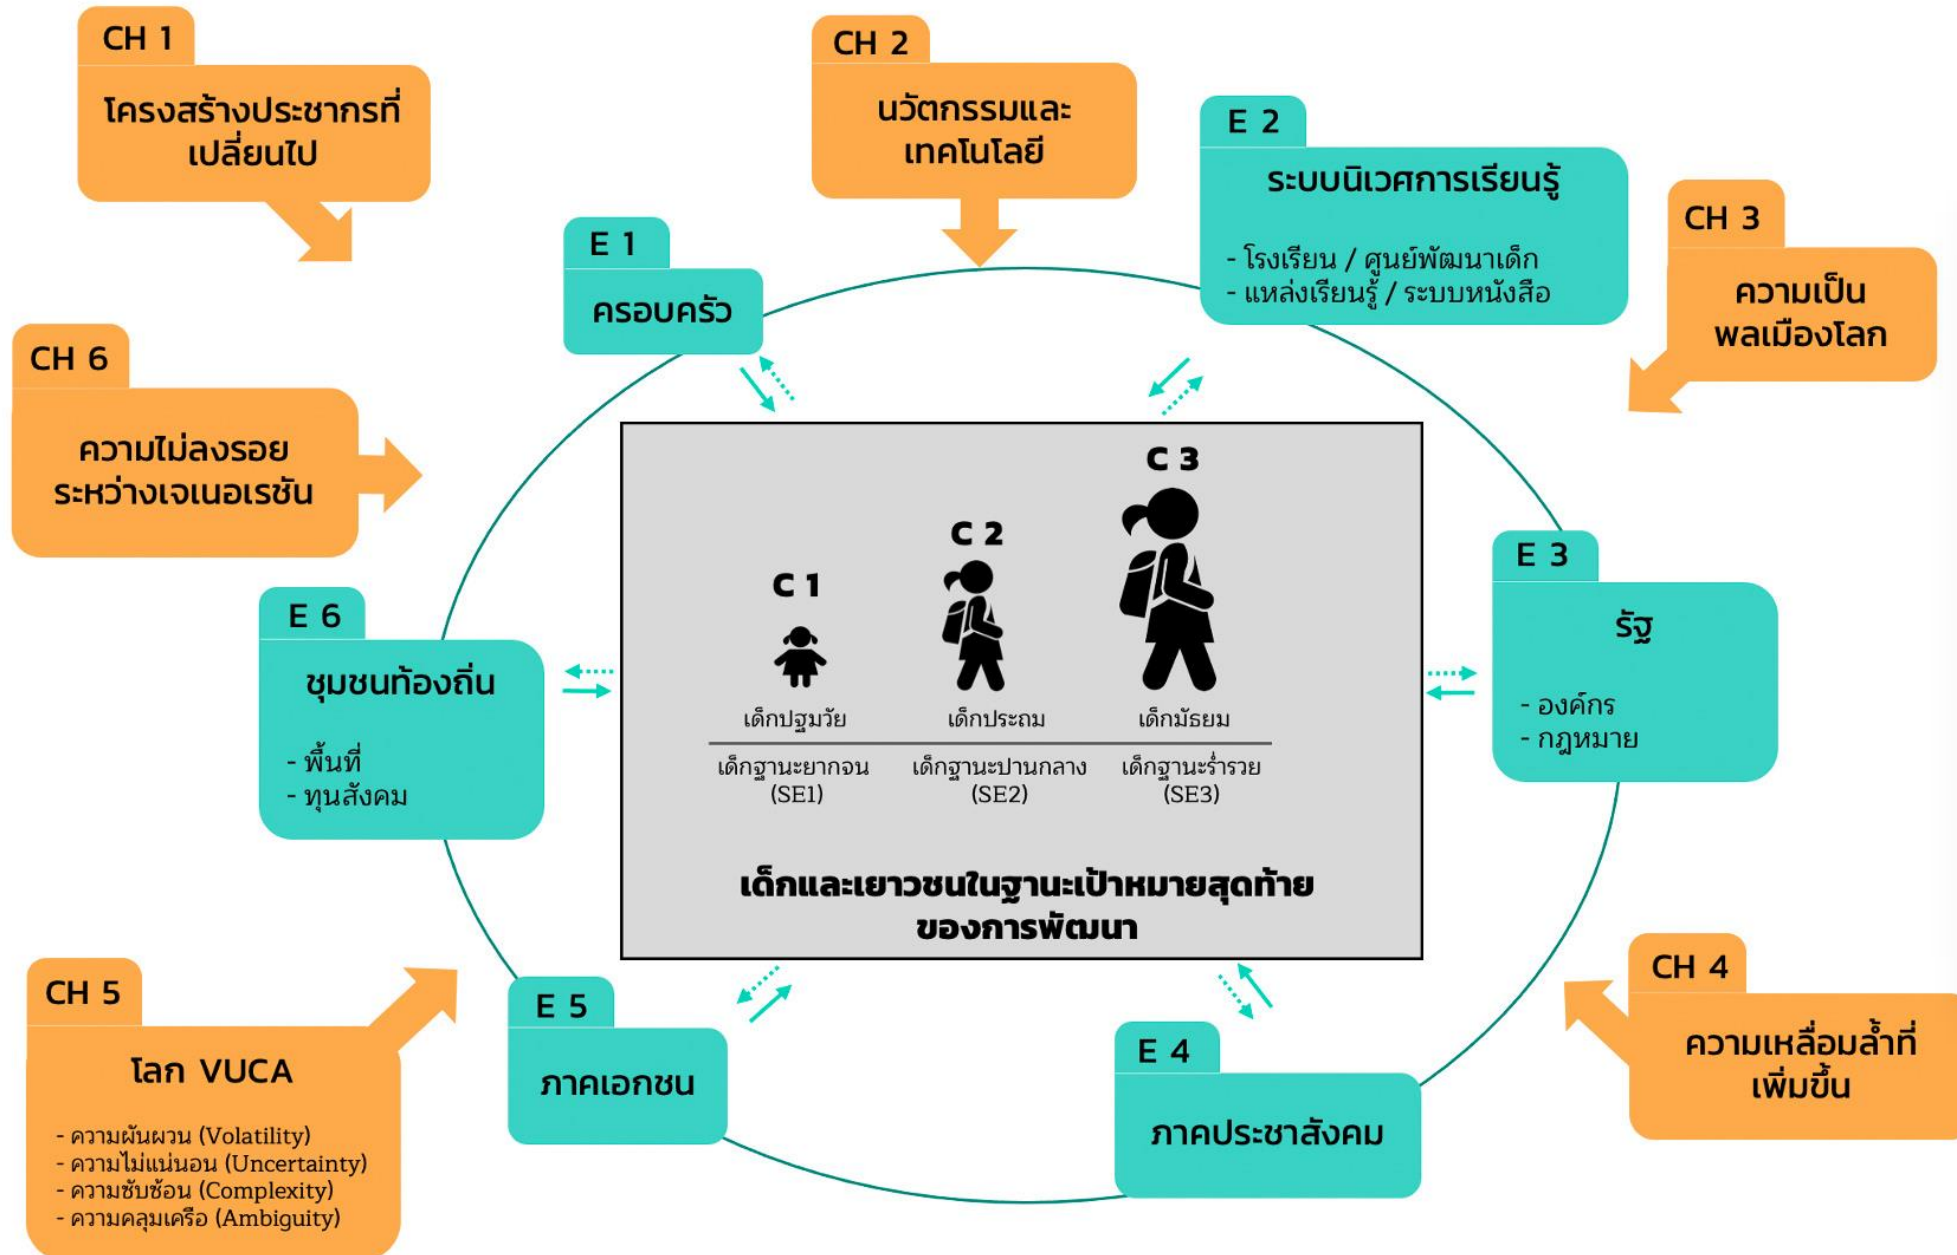 CH 1
โครงสร้างประชากรที่
เปลี่ยนไป
CH 2
นวัตกรรมและ
เทคโนโลยี
E 2
ระบบนิเวศการเรียนรู้
- โรงเรียน / ศูนย์พัฒนาเด็ก
- แหล่งเรียนรู้ / ระบบหนังสือ
CH 3
ความเป็น
พลเมืองโลก
E 1
ครอบครัว
CH 6
ความไม่ลงรอย
ระหว่างเจเนอเรชัน
C 3
C 2
C 1
เด็กปฐมวัย
เด็กประถม
เด็กมัธยม
เด็กฐานะยากจน
(SE1)
เด็กฐานะปานกลาง
(SE2)
เด็กฐานะร่ำรวย
(SE3)
เด็กและเยาวชนในฐานะเป้าหมายสุดท้าย
ของการพัฒนา
E 3
รัฐ
- องค์กร
- กฎหมาย
E 6
ชุมชนท้องถิ่น
- พื้นที่
- ทุนสังคม
CH 5
โลก VUCA
- ความผันผวน (Volatility)
- ความไม่แน่นอน (Uncertainty)
- ความซับซ้อน (Complexity)
- ความคลุมเครือ (Ambiguity)
E 5
ภาคเอกชน
E 4
ภาคประชาสังคม
CH 4
ความเหลื่อมล้ำที่
เพิ่มขึ้น